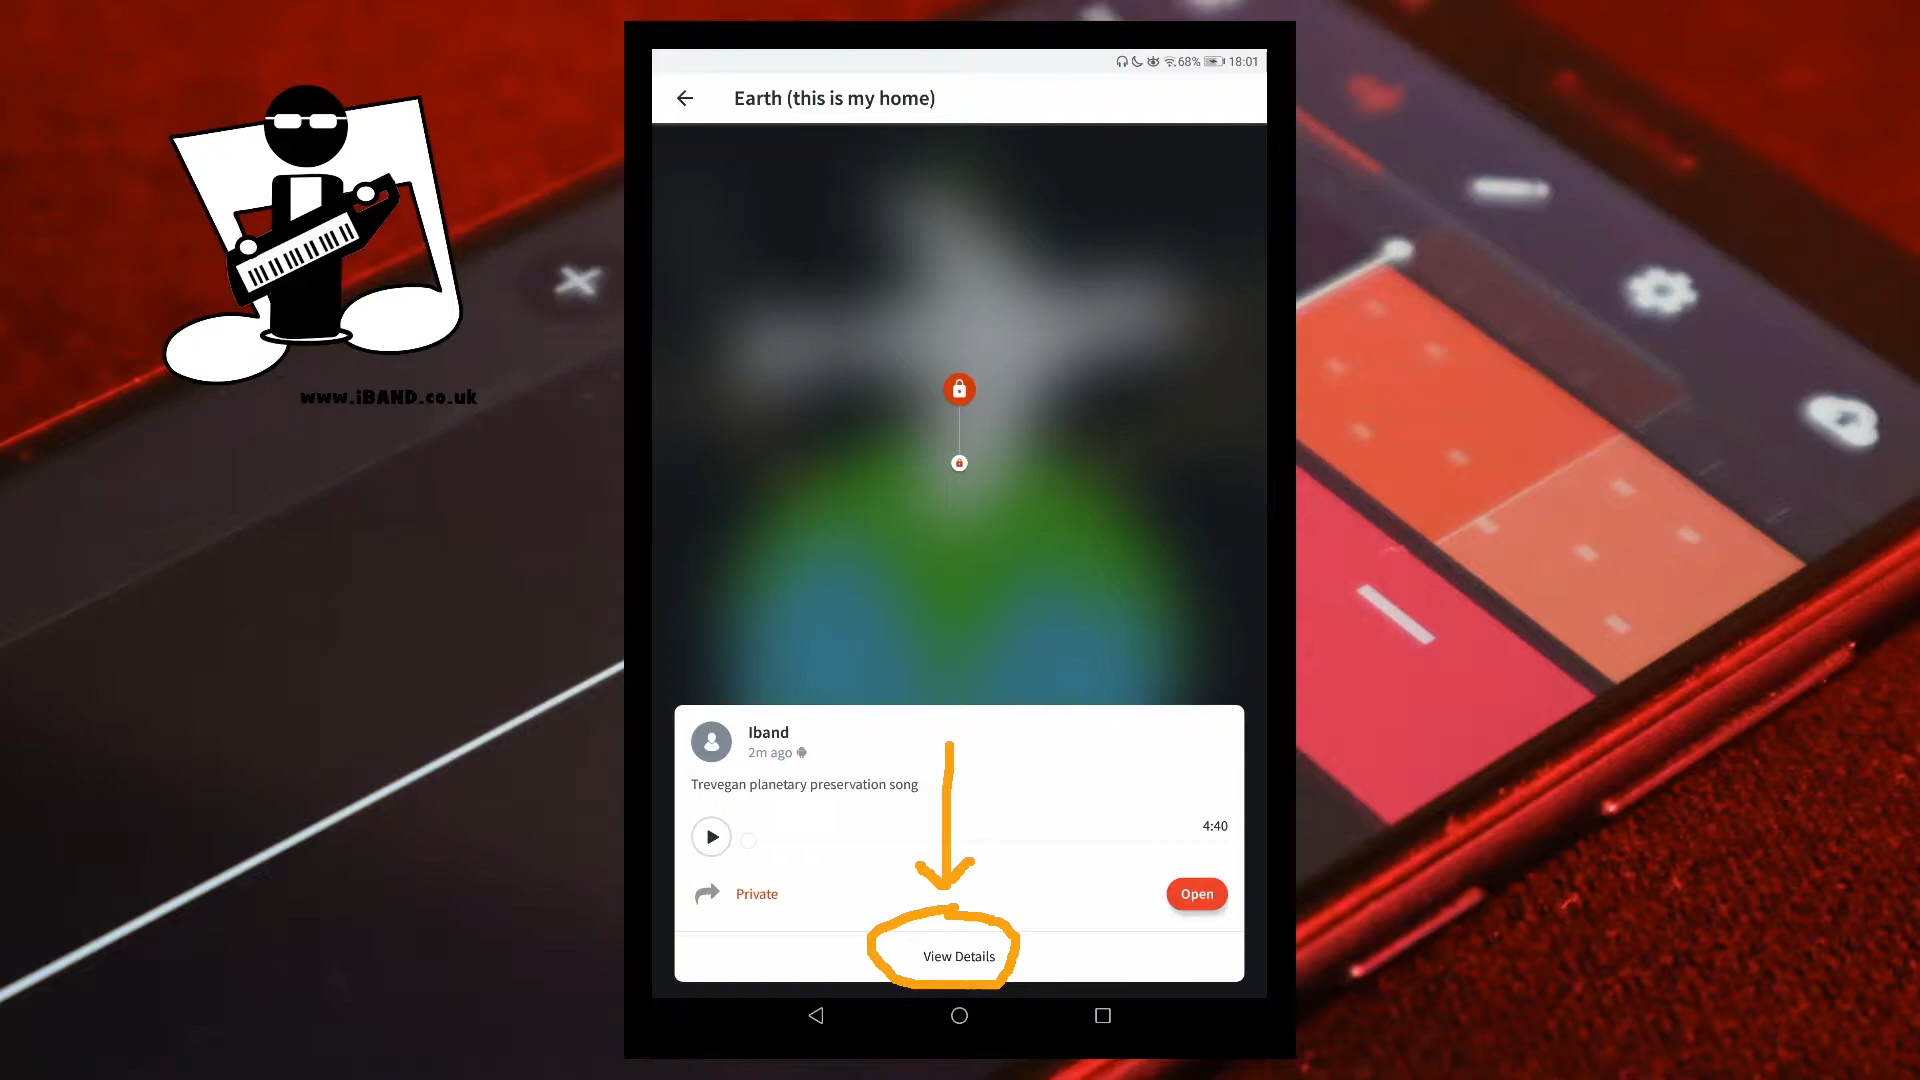 www.iBAND.co.uk
68% 18:01
Earth (this is my home)
Iband
2m ago
Trevegan planetary preservation song
4:40
Private
Open
View Details